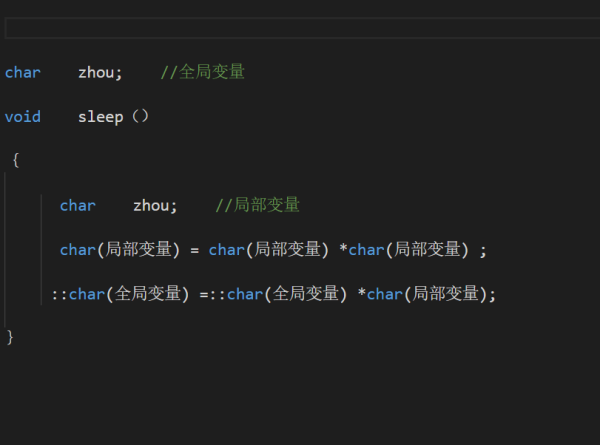 char    zhou;    //全局变量
void    sleep（）
{
char    zhou;    //局部变量
char(局部变量) = char(局部变量) *char(局部变量) ;
::char(全局变量) =::char(全局变量) *char(局部变量);
}